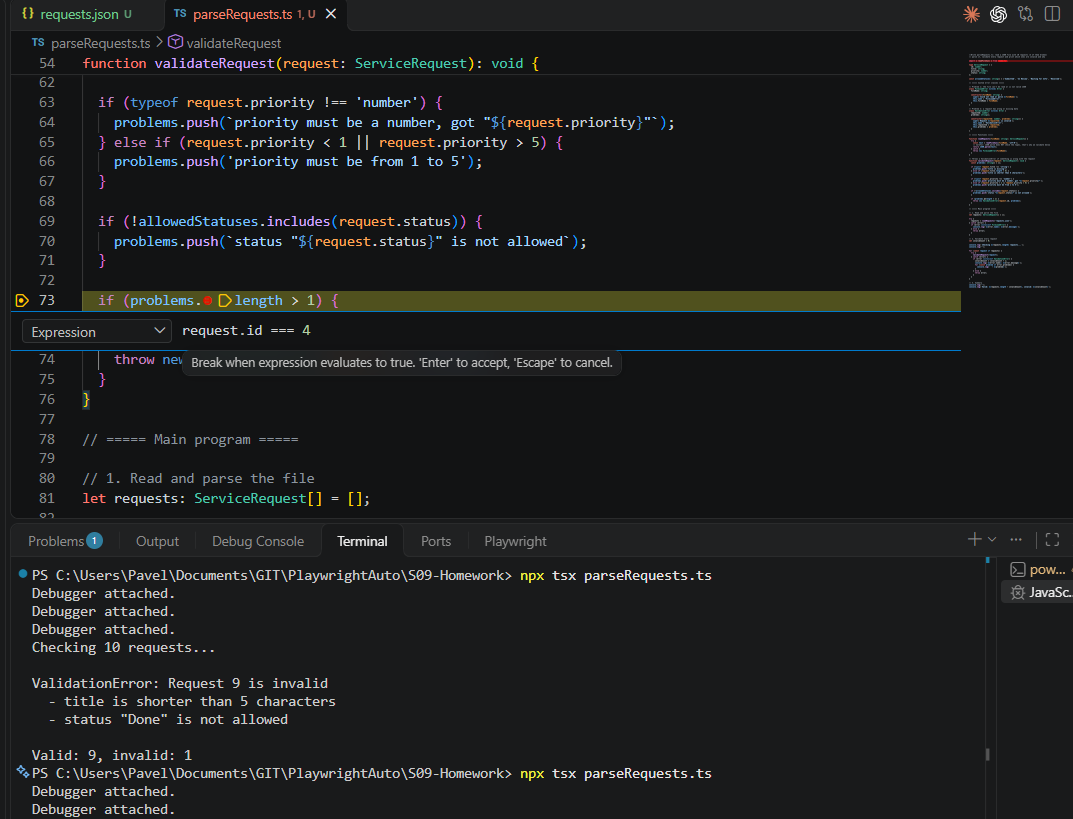 {} requests.json U
TS parseRequests.ts 1, U
TS parseRequests.ts > validateRequest
54 function validateRequest(request: ServiceRequest): void {
62
63 if (typeof request.priority !== 'number') {
64 problems.push(`priority must be a number, got "${request.priority}"`);
65 } else if (request.priority < 1 || request.priority > 5) {
66 problems.push('priority must be from 1 to 5');
67 }
68
69 if (!allowedStatuses.includes(request.status)) {
70 problems.push(`status "${request.status}" is not allowed`);
71 }
72
73 if (problems.length > 1) {
Expression request.id === 4
74 throw new
Break when expression evaluates to true. 'Enter' to accept, 'Escape' to cancel.
75 }
76 }
77
78 // ===== Main program =====
79
80 // 1. Read and parse the file
81 let requests: ServiceRequest[] = [];
82
Problems 1 Output Debug Console Terminal Ports Playwright
PS C:\Users\Pavel\Documents\GIT\PlaywrightAuto\S09-Homework> npx tsx parseRequests.ts
Debugger attached.
Debugger attached.
Debugger attached.
Checking 10 requests...
ValidationError: Request 9 is invalid
- title is shorter than 5 characters
- status "Done" is not allowed
Valid: 9, invalid: 1
PS C:\Users\Pavel\Documents\GIT\PlaywrightAuto\S09-Homework> npx tsx parseRequests.ts
Debugger attached.
Debugger attached.
pow...
JavaSc...